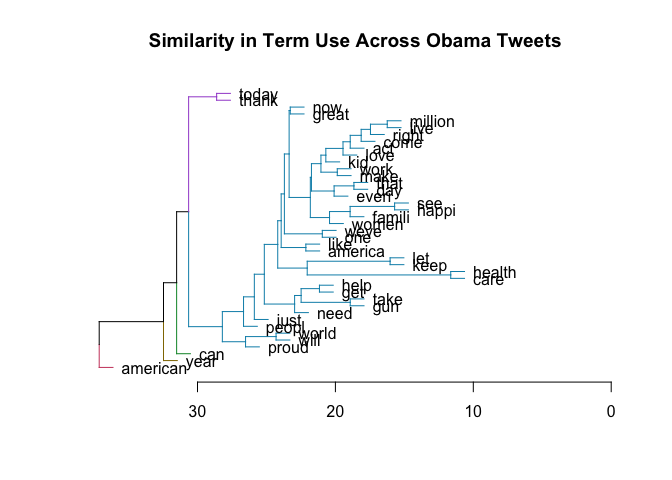 Similarity in Term Use Across Obama Tweets
today
thank
now
great
million
live
right
come
act
love
kid
work
make
that
day
even
see
happi
famili
women
weve
one
like
america
let
keep
health
care
help
get
take
gun
need
just
peopl
world
will
proud
can
year
american
30 20 10 0